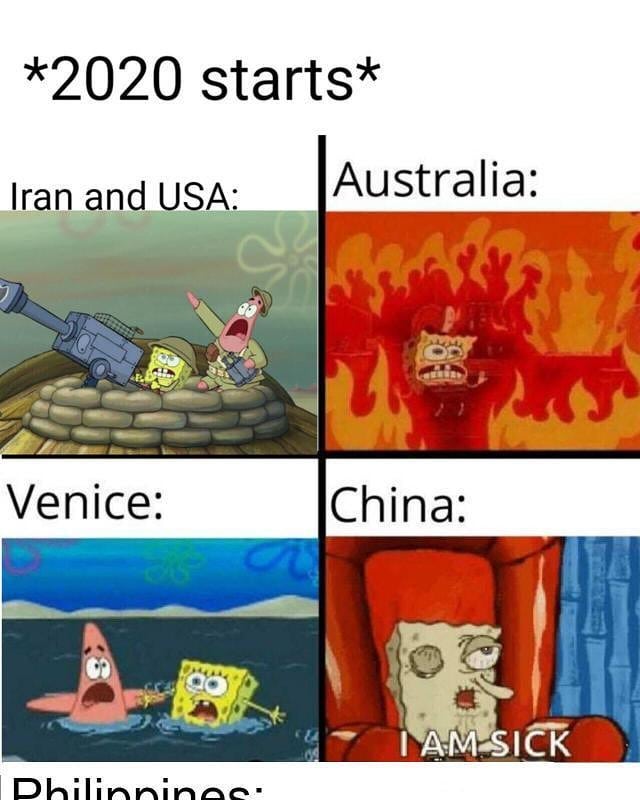 *2020 starts*
Iran and USA:
Australia:
Venice:
China:
I AM SICK
Philippines: